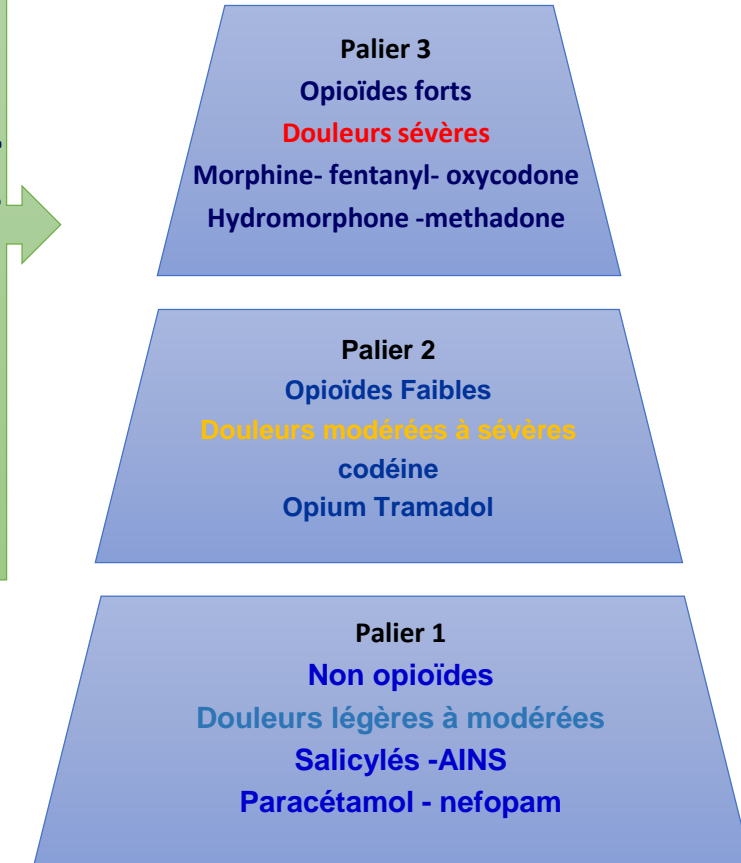 Palier 3
Opioïdes forts
Douleurs sévères
Morphine- fentanyl- oxycodone
Hydromorphone -methadone
Palier 2
Opioïdes Faibles
Douleurs modérées à sévères
codéine
Opium Tramadol
Palier 1
Non opioïdes
Douleurs légères à modérées
Salicylés -AINS
Paracétamol - nefopam